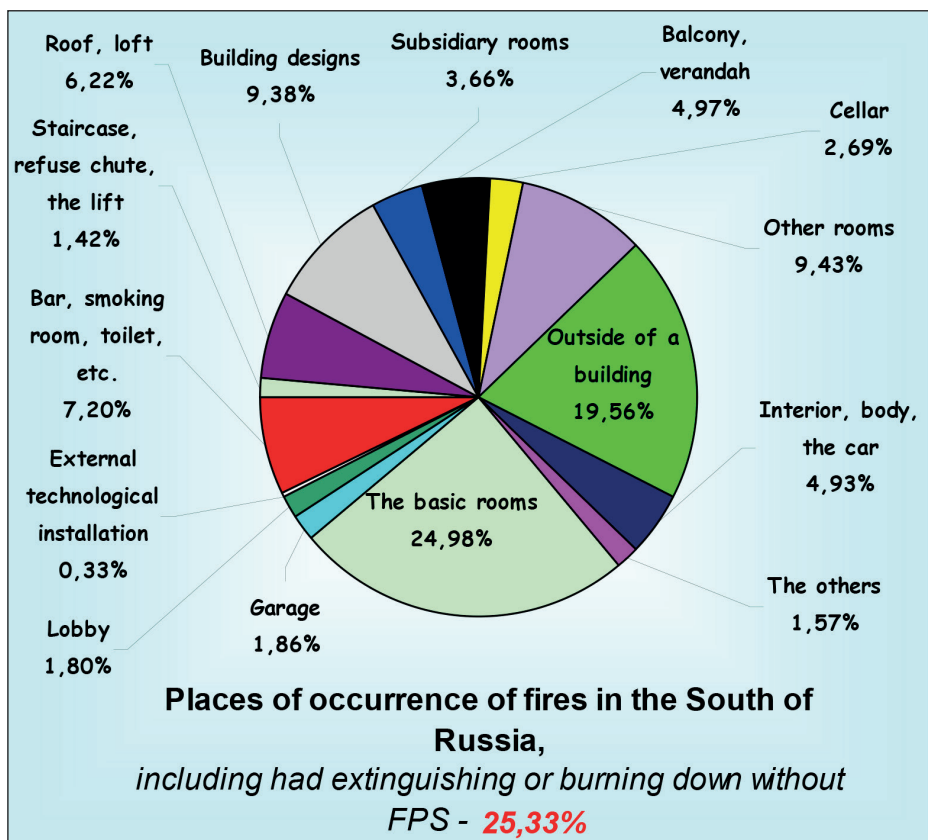 Roof, loft
6,22%
Building designs
9,38%
Subsidiary rooms
3,66%
Balcony,
verandah
4,97%
Cellar
2,69%
Other rooms
9,43%
Outside of a
building
19,56%
Interior, body,
the car
4,93%
The others
1,57%
The basic rooms
24,98%
Garage
1,86%
Lobby
1,80%
External
technological
installation
0,33%
Bar, smoking
room, toilet,
etc.
7,20%
Staircase,
refuse chute,
the lift
1,42%
Places of occurrence of fires in the South of
Russia,
including had extinguishing or burning down without
FPS - 25,33%